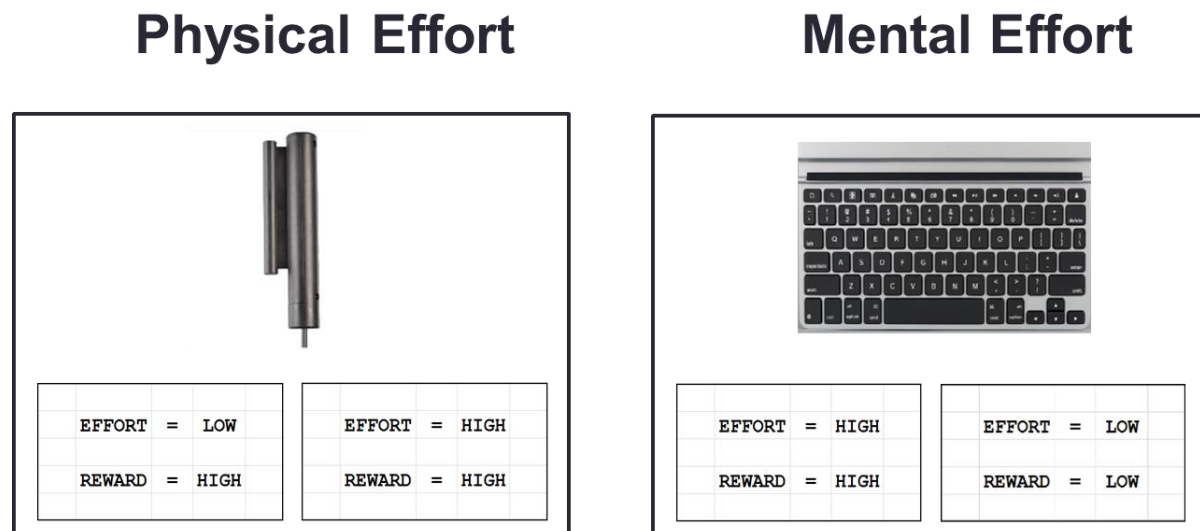 Physical Effort
Mental Effort
EFFORT = LOW
REWARD = HIGH
EFFORT = HIGH
REWARD = HIGH
Q W E R T Y U I O P
A S D F G H J K L
Z X C V B N M
EFFORT = HIGH
REWARD = HIGH
EFFORT = LOW
REWARD = LOW